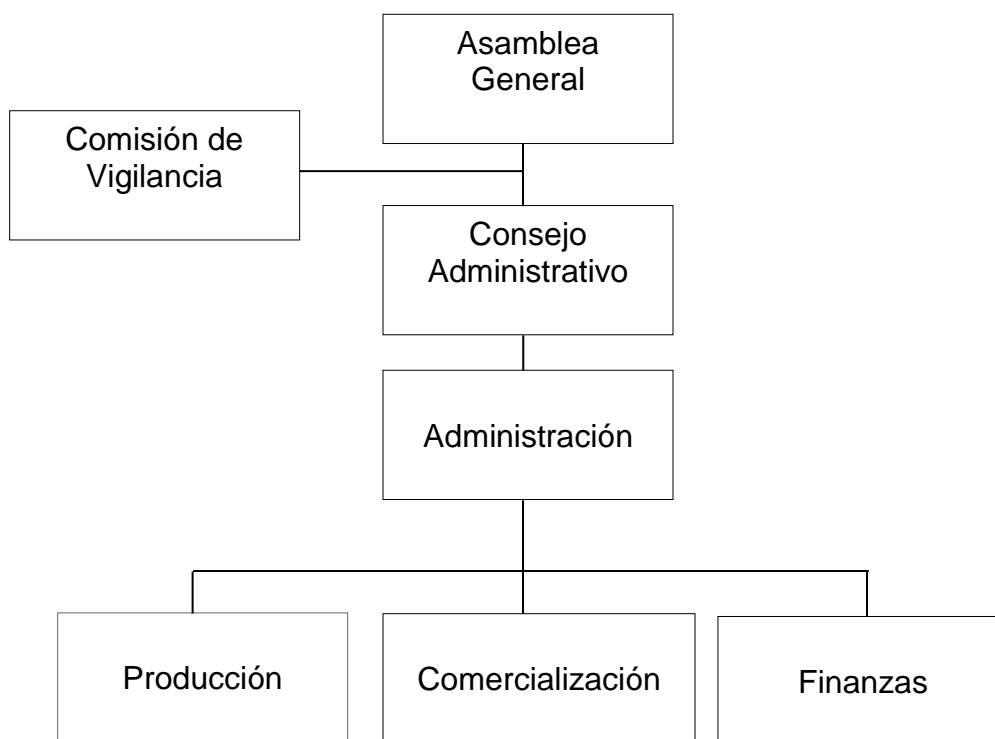 Asamblea
General
Comisión de
Vigilancia
Consejo
Administrativo
Administración
Producción
Comercialización
Finanzas